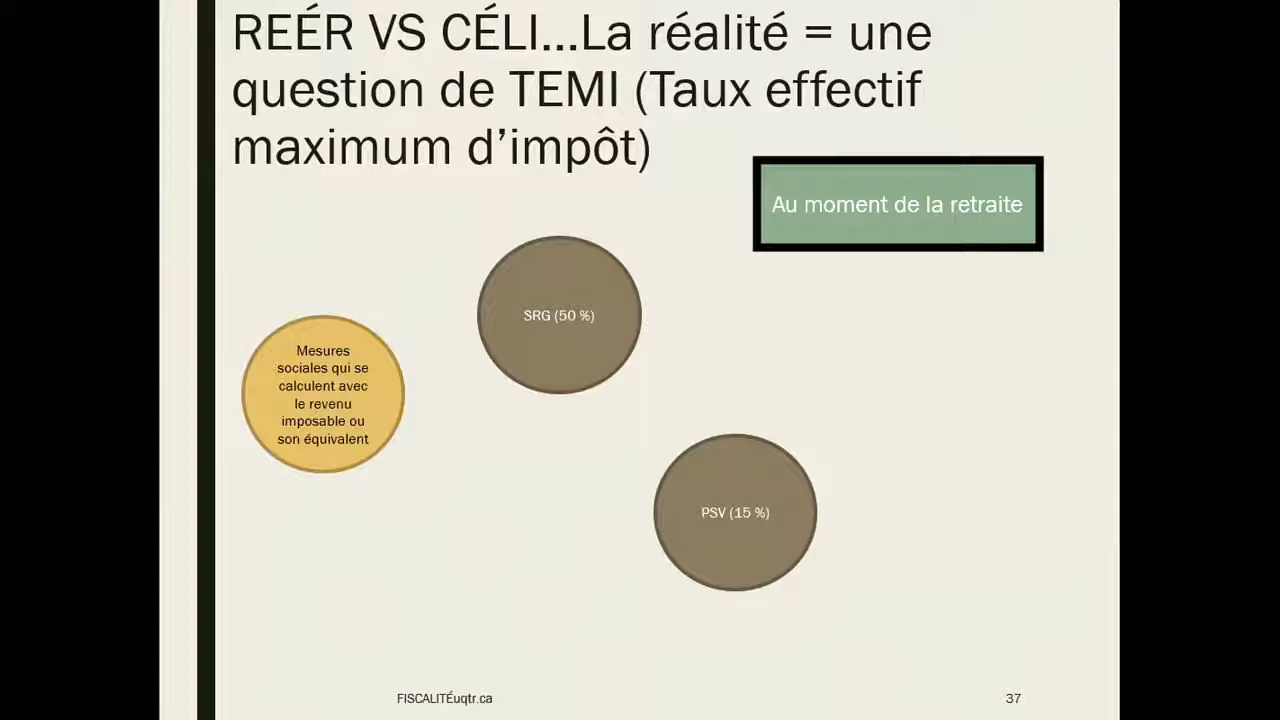 REÉR VS CÉLI...La réalité = une
question de TEMI (Taux effectif
maximum d'impôt)
Au moment de la retraite
SRG (50 %)
Mesures
sociales qui se
calculent avec
le revenu
imposable ou
son équivalent
PSV (15 %)
FISCALITÉuqtr.ca
37